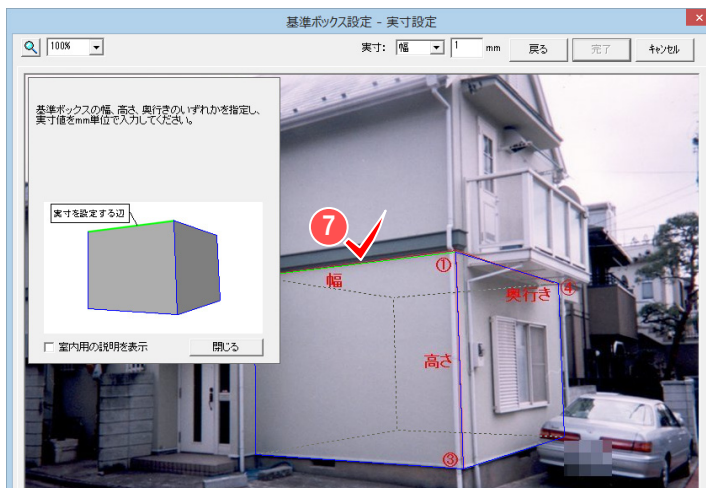 基準ボックス設定 - 実寸設定
×
100%
実寸: 幅 1 mm 戻る 完了 キャンセル
基準ボックスの幅、高さ、奥行きのいずれかを指定し、
実寸値をmm単位で入力してください。
実寸を設定する辺
室内用の説明を表示 閉じる
7
①
幅
奥行き
④
高さ
③